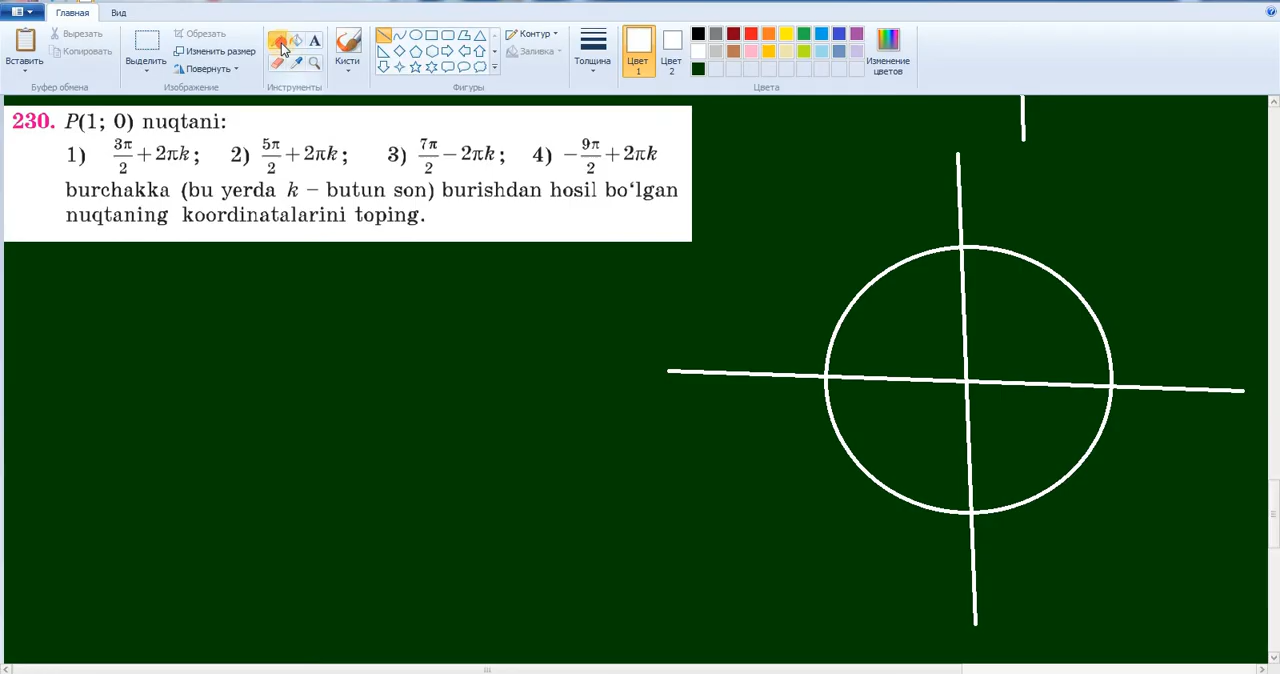 Главная Вид
Вставить
Вырезать
Копировать
Буфер обмена
Выделить
Обрезать
Изменить размер
Повернуть
Изображение
A
Инструменты
Кисти
Фигуры
Контур
Заливка
Толщина
Цвет 1
Цвет 2
Изменение цветов
Цвета
230. P(1; 0) nuqtani:
1) 3π/2 + 2πk; 2) 5π/2 + 2πk; 3) 7π/2 − 2πk; 4) −9π/2 + 2πk
burchakka (bu yerda k – butun son) burishdan hosil bo‘lgan
nuqtaning koordinatalarini toping.